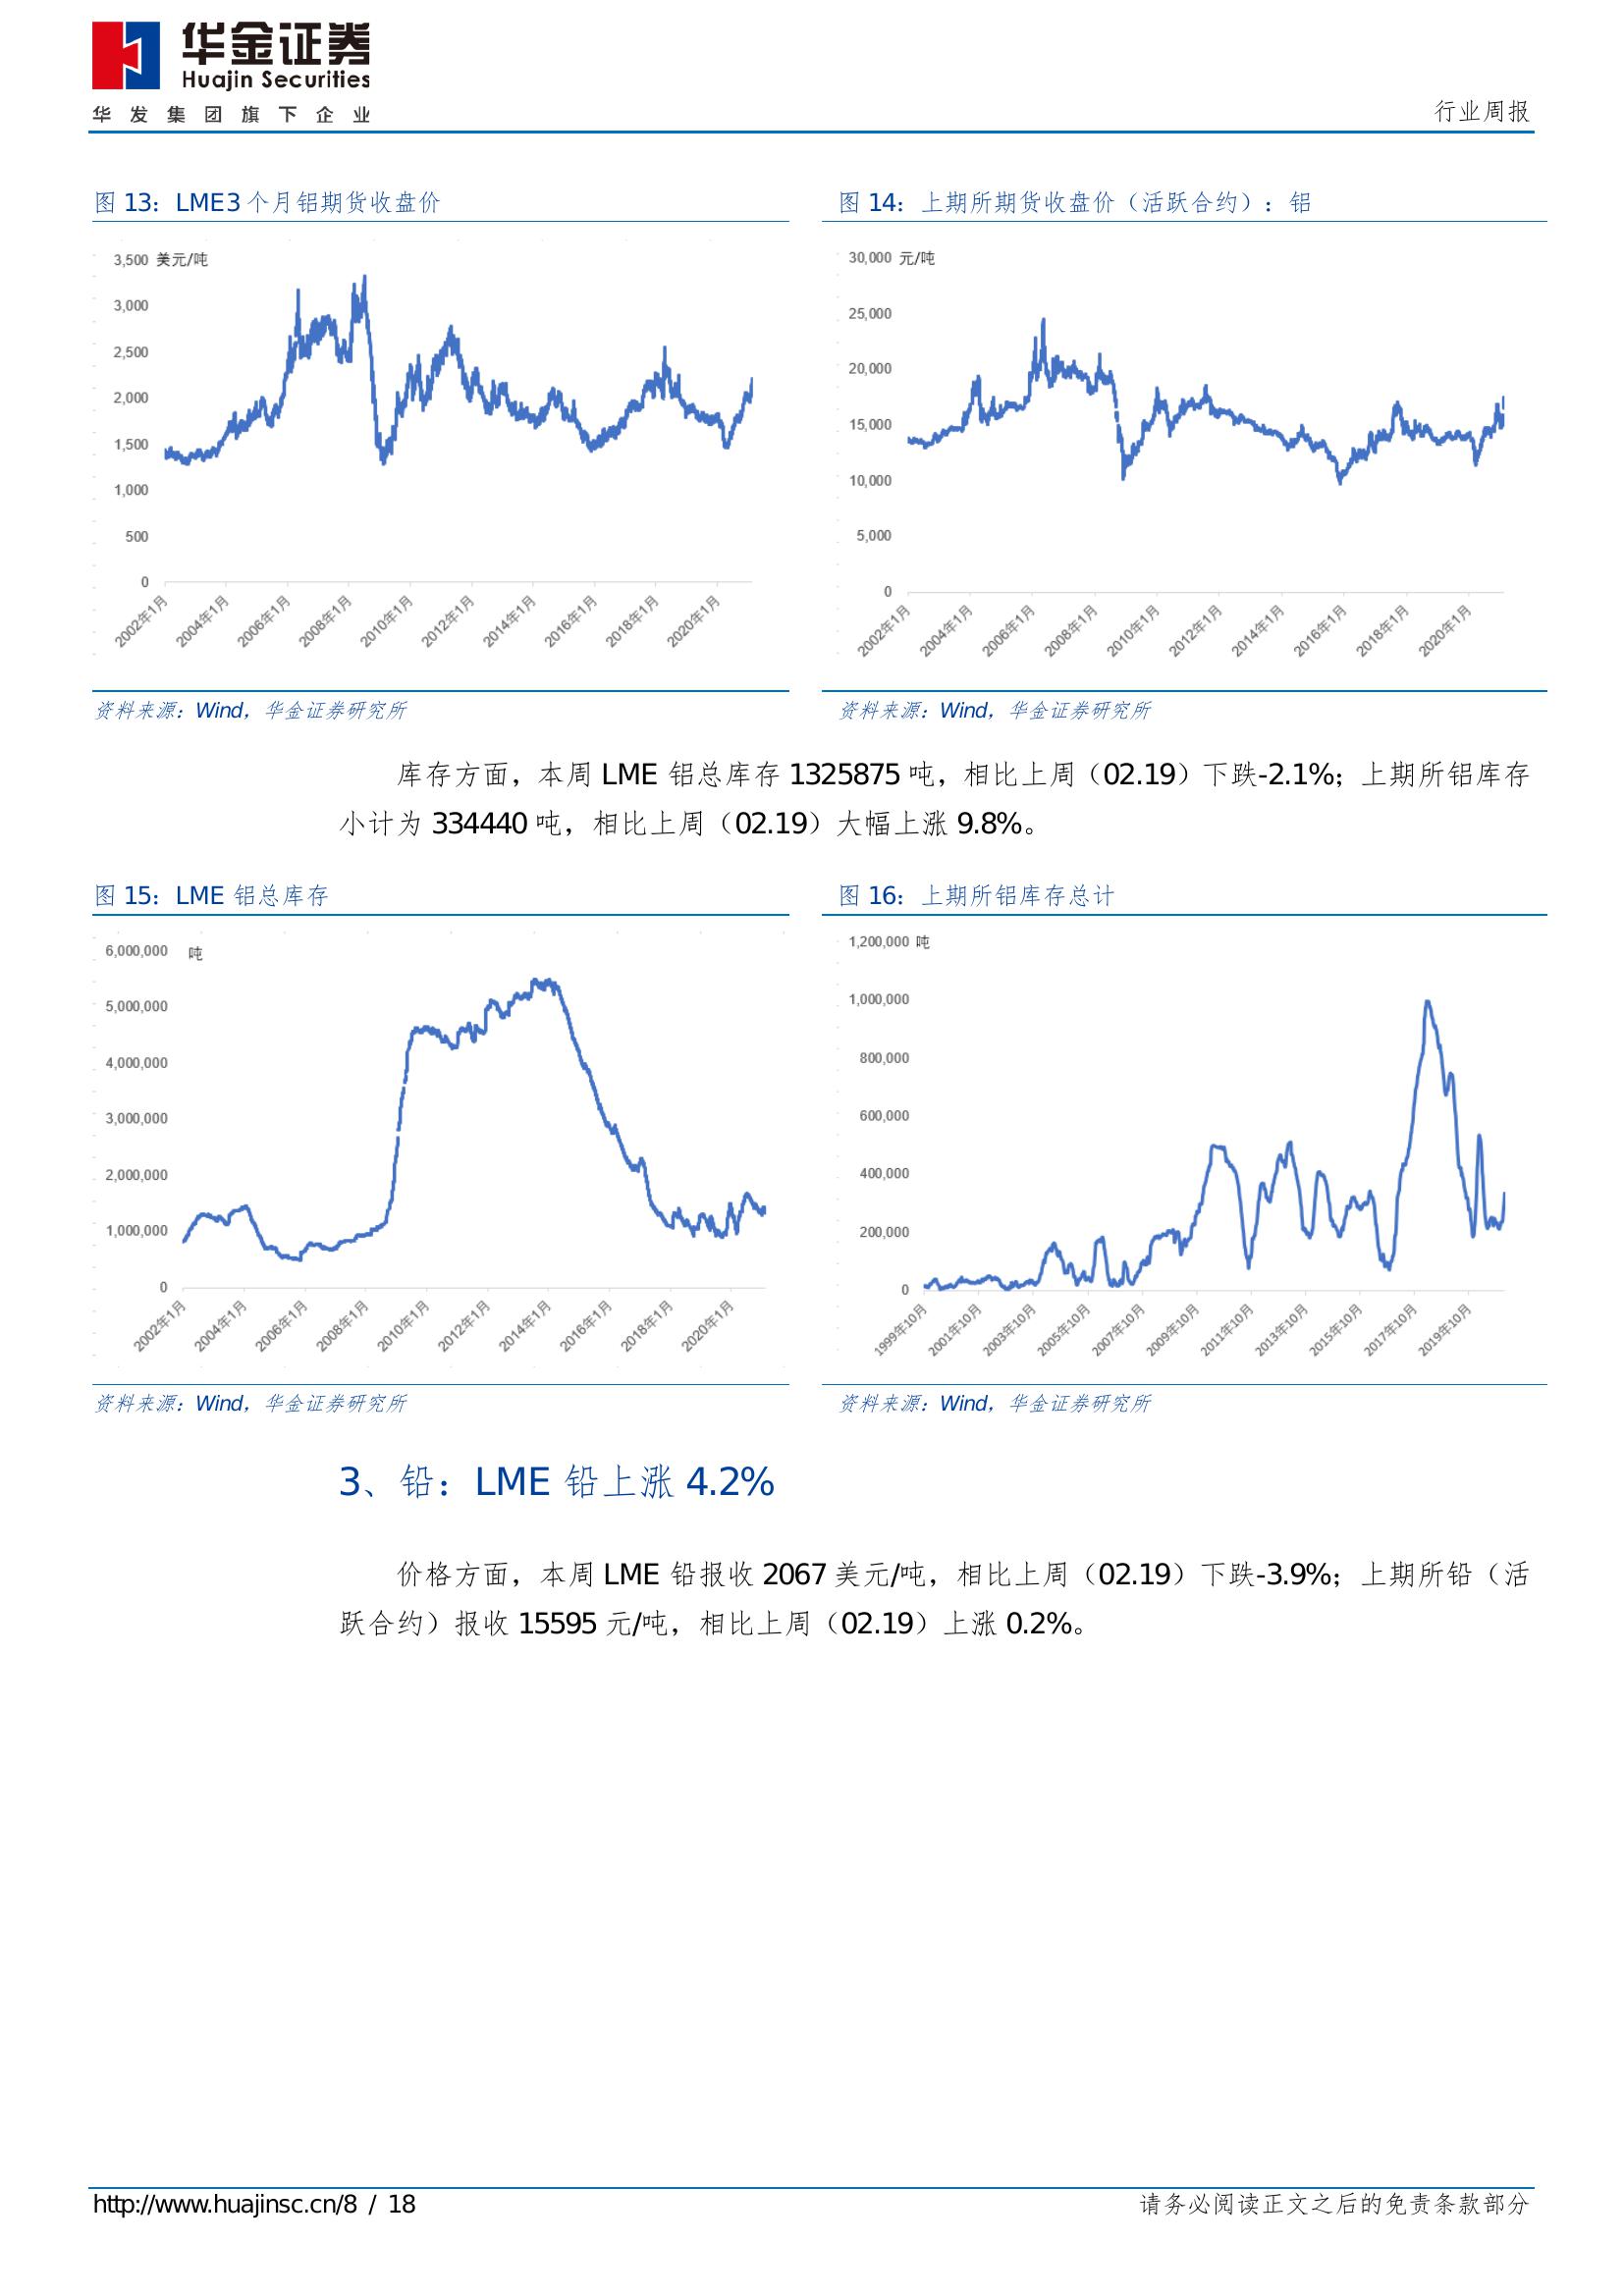 华金证券
Huajin Securities
华发集团旗下企业
行业周报
图 13：LME3 个月铝期货收盘价
图 14：上期所期货收盘价（活跃合约）：铝
3,500 美元/吨
3,000
2,500
2,000
1,500
1,000
500
0
2002年1月
2004年1月
2006年1月
2008年1月
2010年1月
2012年1月
2014年1月
2016年1月
2018年1月
2020年1月
30,000 元/吨
25,000
20,000
15,000
10,000
5,000
0
2002年1月
2004年1月
2006年1月
2008年1月
2010年1月
2012年1月
2014年1月
2016年1月
2018年1月
2020年1月
资料来源：Wind，华金证券研究所
资料来源：Wind，华金证券研究所
库存方面，本周 LME 铝总库存 1325875 吨，相比上周（02.19）下跌-2.1%；上期所铝库存
小计为 334440 吨，相比上周（02.19）大幅上涨 9.8%。
图 15：LME 铝总库存
图 16：上期所铝库存总计
6,000,000 吨
5,000,000
4,000,000
3,000,000
2,000,000
1,000,000
0
2002年1月
2004年1月
2006年1月
2008年1月
2010年1月
2012年1月
2014年1月
2016年1月
2018年1月
2020年1月
1,200,000 吨
1,000,000
800,000
600,000
400,000
200,000
0
1999年10月
2001年10月
2003年10月
2005年10月
2007年10月
2009年10月
2011年10月
2013年10月
2015年10月
2017年10月
2019年10月
资料来源：Wind，华金证券研究所
资料来源：Wind，华金证券研究所
3、铅：LME 铅上涨 4.2%
价格方面，本周 LME 铅报收 2067 美元/吨，相比上周（02.19）下跌-3.9%；上期所铅（活
跃合约）报收 15595 元/吨，相比上周（02.19）上涨 0.2%。
http://www.huajinsc.cn/8 / 18
请务必阅读正文之后的免责条款部分